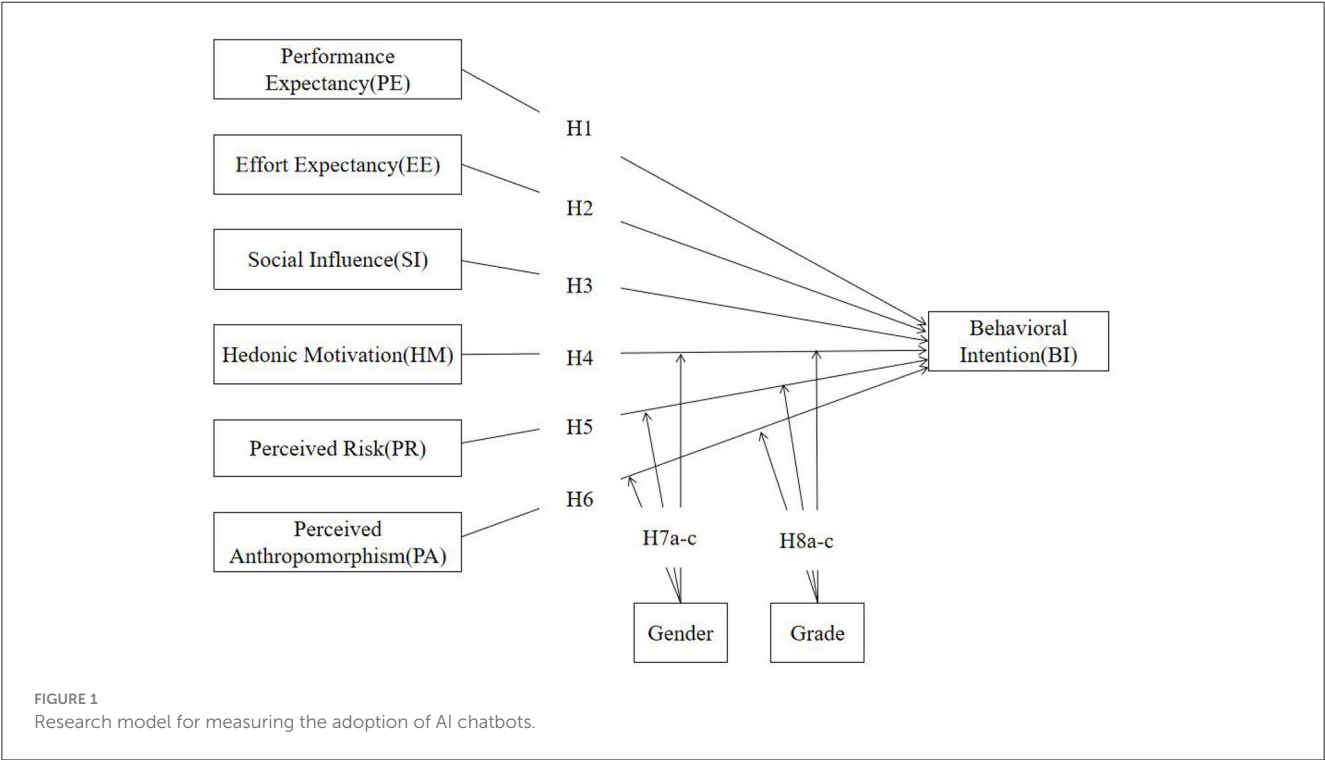 Performance
Expectancy(PE)
H1
Effort Expectancy(EE)
H2
Social Influence(SI)
H3
Behavioral
Intention(BI)
Hedonic Motivation(HM)
H4
H5
Perceived Risk(PR)
H6
Perceived
Anthropomorphism(PA)
H7a-c
H8a-c
Gender
Grade
FIGURE 1
Research model for measuring the adoption of AI chatbots.